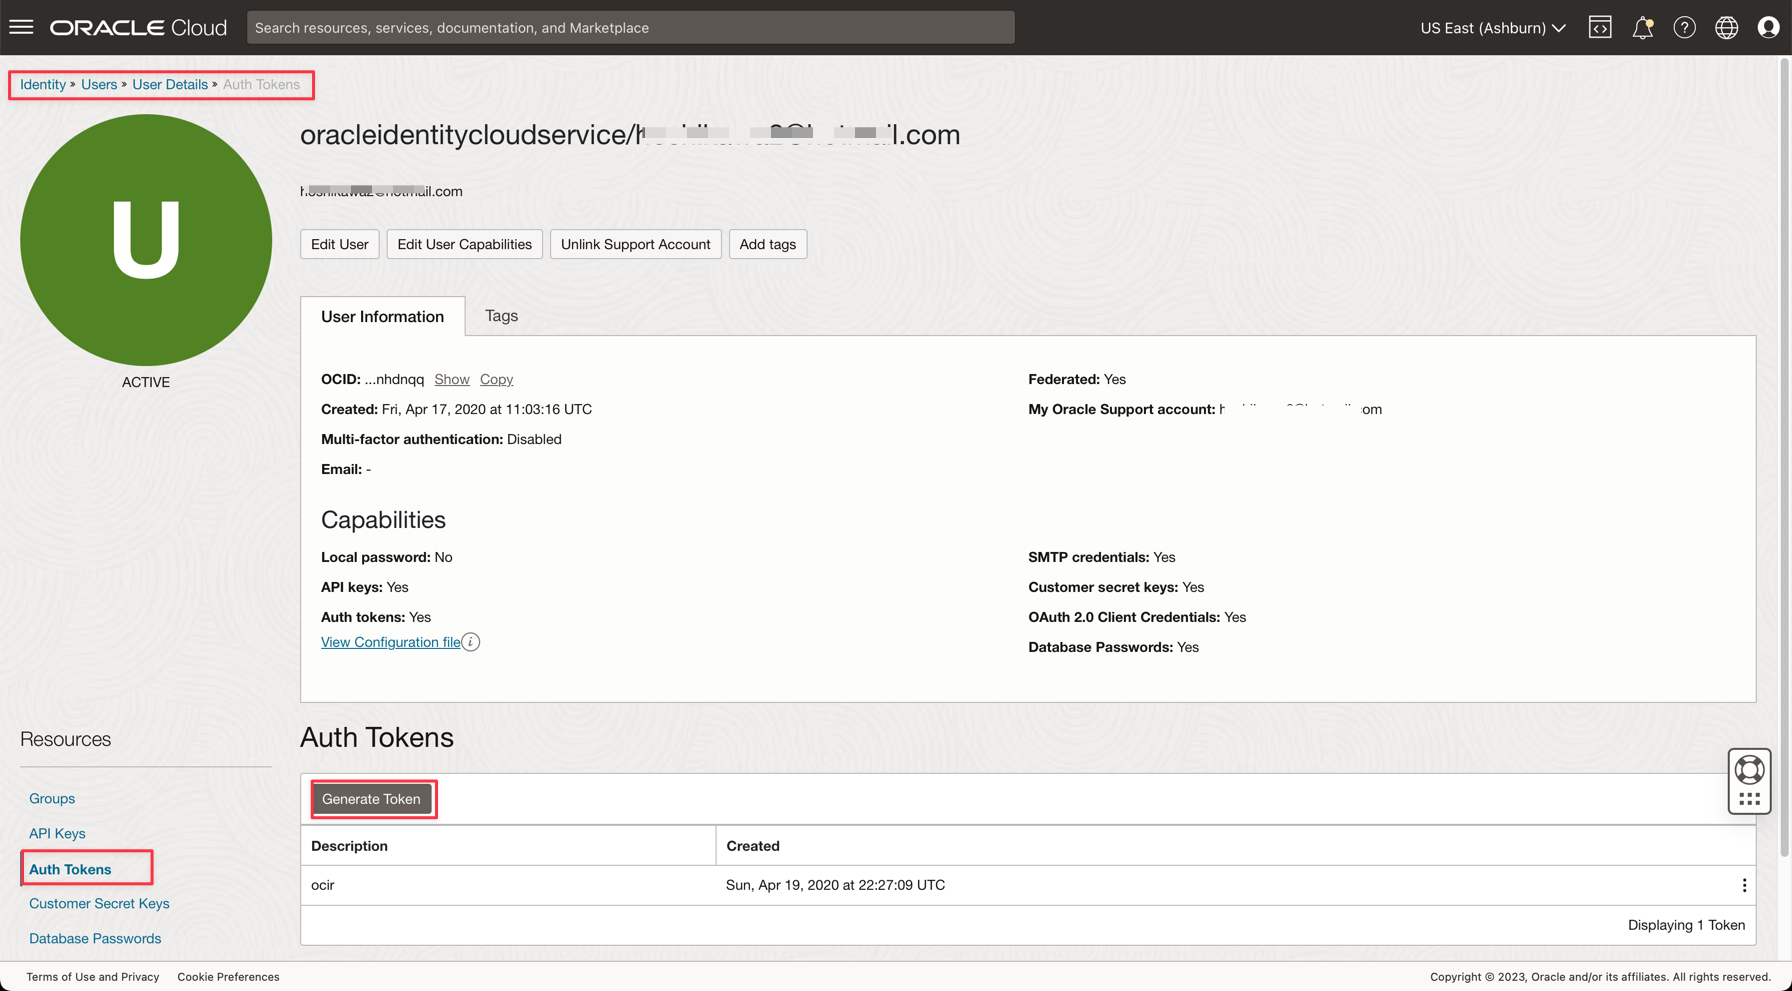 ORACLE Cloud
Search resources, services, documentation, and Marketplace
US East (Ashburn)
Identity » Users » User Details » Auth Tokens
U
ACTIVE
oracleidentitycloudservice/
.com
.com
Edit User
Edit User Capabilities
Unlink Support Account
Add tags
User Information
Tags
OCID: ...nhdnqq Show Copy
Federated: Yes
Created: Fri, Apr 17, 2020 at 11:03:16 UTC
My Oracle Support account:
Multi-factor authentication: Disabled
Email: -
Capabilities
Local password: No
SMTP credentials: Yes
API keys: Yes
Customer secret keys: Yes
Auth tokens: Yes
OAuth 2.0 Client Credentials: Yes
View Configuration file i
Database Passwords: Yes
Resources
Groups
API Keys
Auth Tokens
Customer Secret Keys
Database Passwords
Auth Tokens
Generate Token
Description
Created
ocir
Sun, Apr 19, 2020 at 22:27:09 UTC
Displaying 1 Token
Terms of Use and Privacy
Cookie Preferences
Copyright © 2023, Oracle and/or its affiliates. All rights reserved.